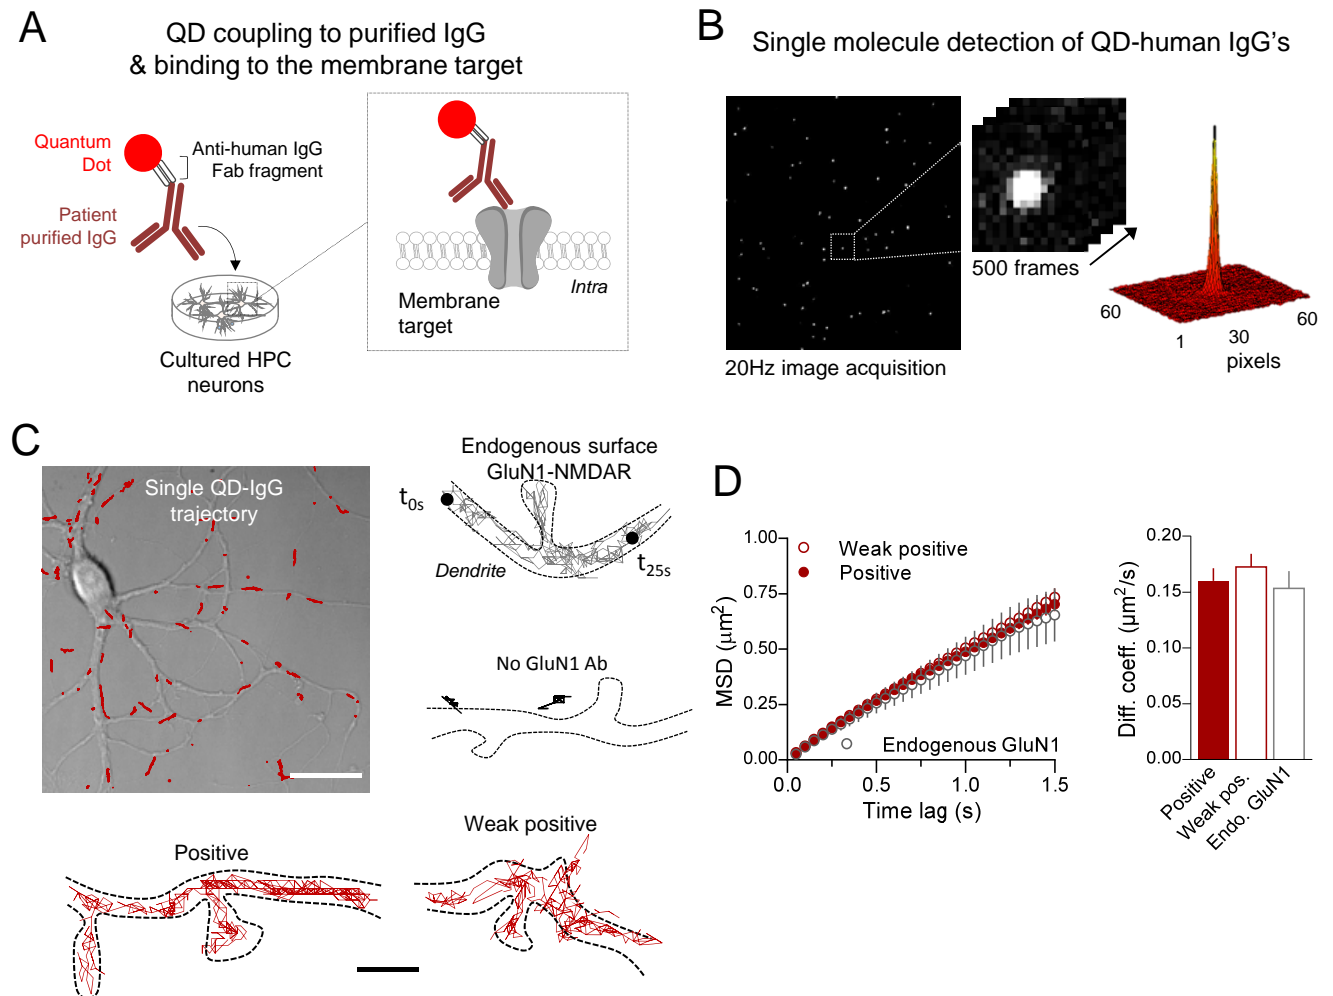 A
QD coupling to purified IgG
& binding to the membrane target
Quantum
Dot
Anti-human IgG
Fab fragment
Patient
purified IgG
Cultured HPC
neurons
Membrane
target
Intra
B
Single molecule detection of QD-human IgG's
20Hz image acquisition
500 frames
60
1
30
60
pixels
C
Single QD-IgG
trajectory
Endogenous surface
GluN1-NMDAR
t0s
t25s
Dendrite
No GluN1 Ab
Positive
Weak positive
D
MSD (μm²)
1.00
0.75
0.50
0.25
0.00
Weak positive
Positive
Endogenous GluN1
0.0
0.5
1.0
1.5
Time lag (s)
Diff. coeff. (μm²/s)
0.20
0.15
0.10
0.05
0.00
Positive
Weak pos.
Endo. GluN1